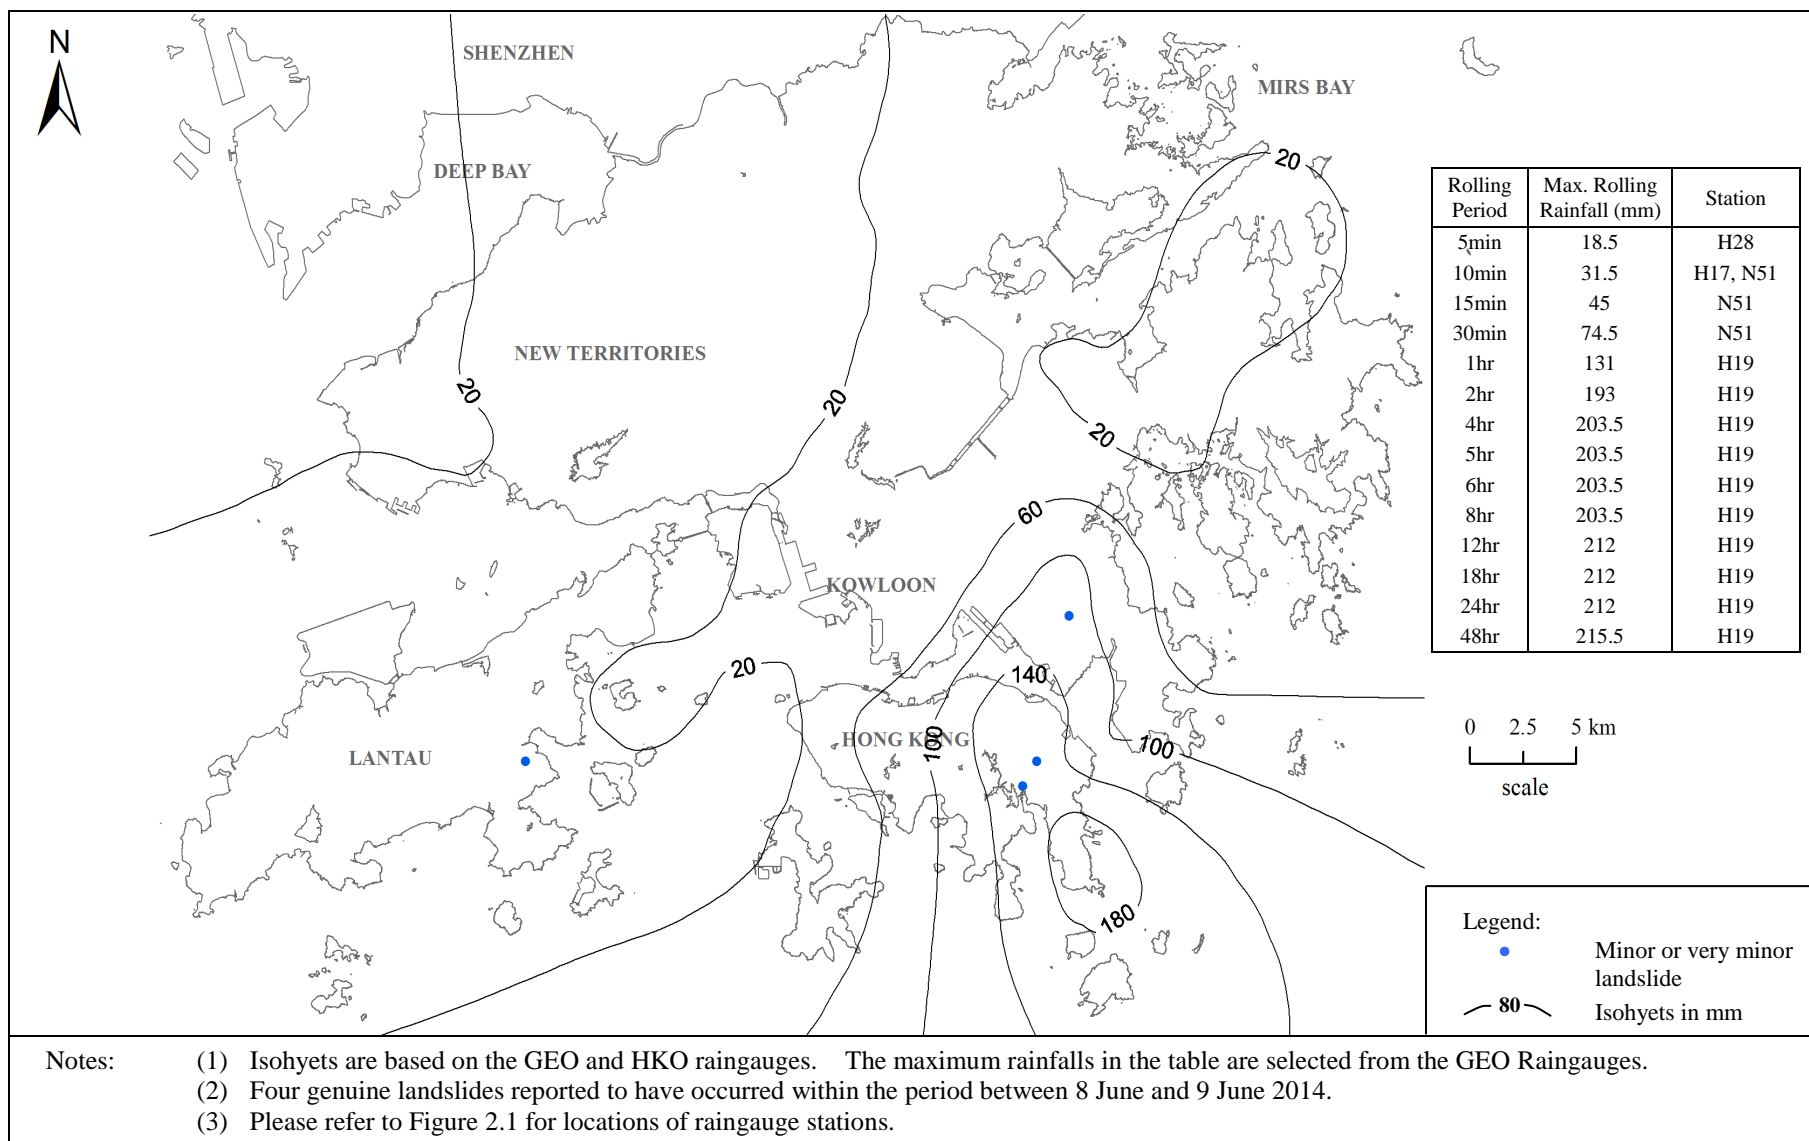 N
SHENZHEN
MIRS BAY
DEEP BAY
20
NEW TERRITORIES
20
20
20
60
KOWLOON
20
140
LANTAU
HONG KONG
100
100
180
Rolling Period Max. Rolling Rainfall (mm) Station
5min 18.5 H28
10min 31.5 H17, N51
15min 45 N51
30min 74.5 N51
1hr 131 H19
2hr 193 H19
4hr 203.5 H19
5hr 203.5 H19
6hr 203.5 H19
8hr 203.5 H19
12hr 212 H19
18hr 212 H19
24hr 212 H19
48hr 215.5 H19
0 2.5 5 km
scale
Legend:
Minor or very minor
landslide
80 Isohyets in mm
Notes: (1) Isohyets are based on the GEO and HKO raingauges. The maximum rainfalls in the table are selected from the GEO Raingauges.
(2) Four genuine landslides reported to have occurred within the period between 8 June and 9 June 2014.
(3) Please refer to Figure 2.1 for locations of raingauge stations.